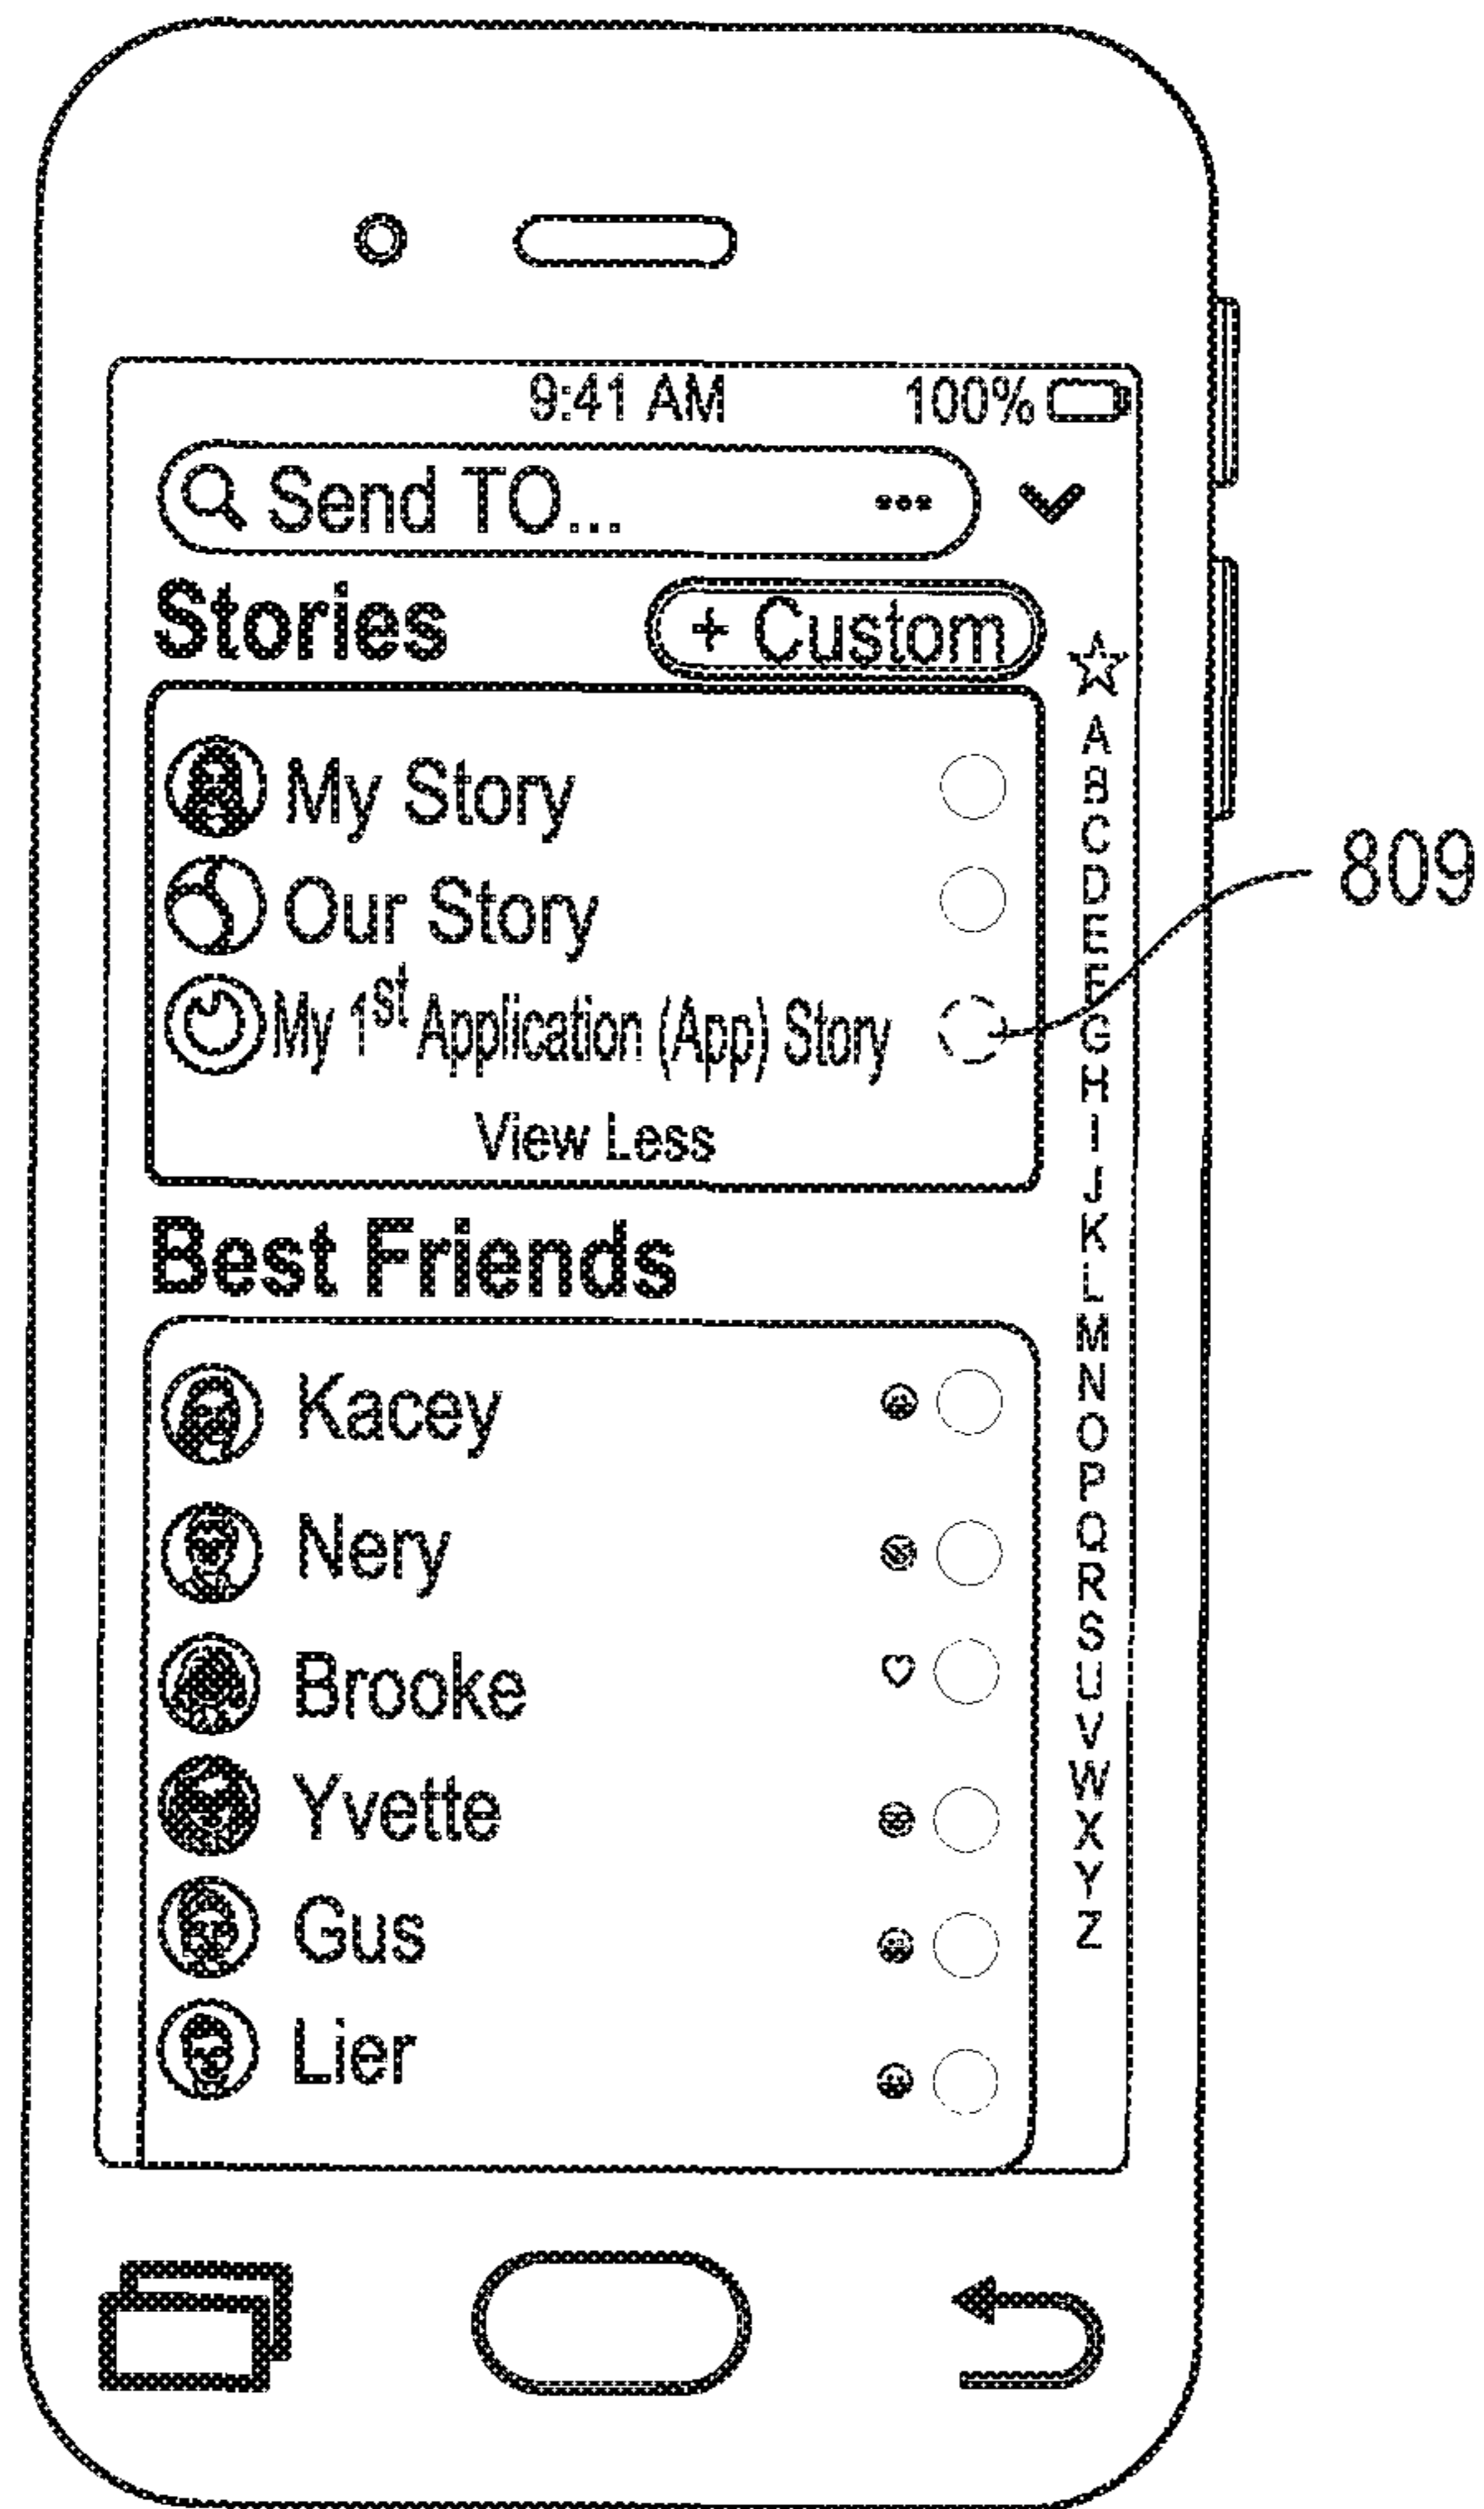 9:41 AM 100%
Send TO... •••
Stories + Custom
My Story
Our Story
My 1st Application (App) Story
View Less
Best Friends
Kacey
Nery
Brooke
Yvette
Gus
Lier
A
B
C
D
E
F
G
H
I
J
K
L
M
N
O
P
Q
R
S
U
V
W
X
Y
Z
809